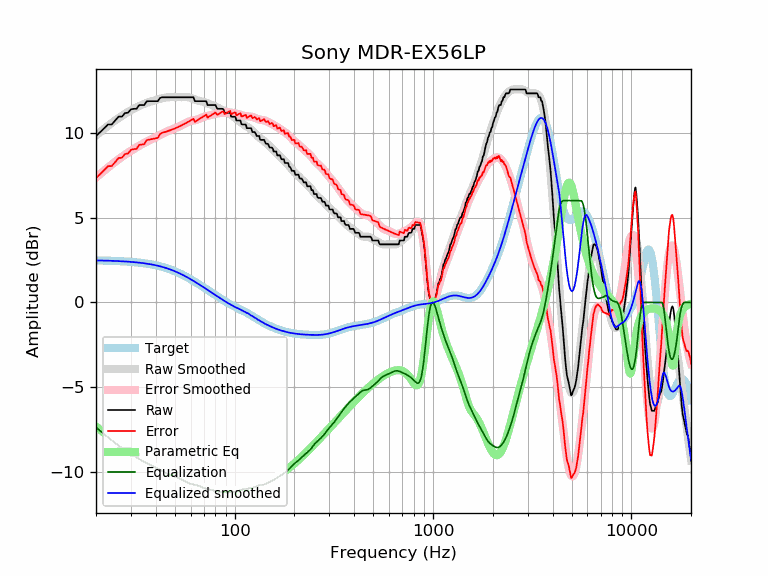 Sony MDR-EX56LP
Amplitude (dBr)
10
5
0
−5
−10
Target
Raw Smoothed
Error Smoothed
Raw
Error
Parametric Eq
Equalization
Equalized smoothed
100
1000
10000
Frequency (Hz)